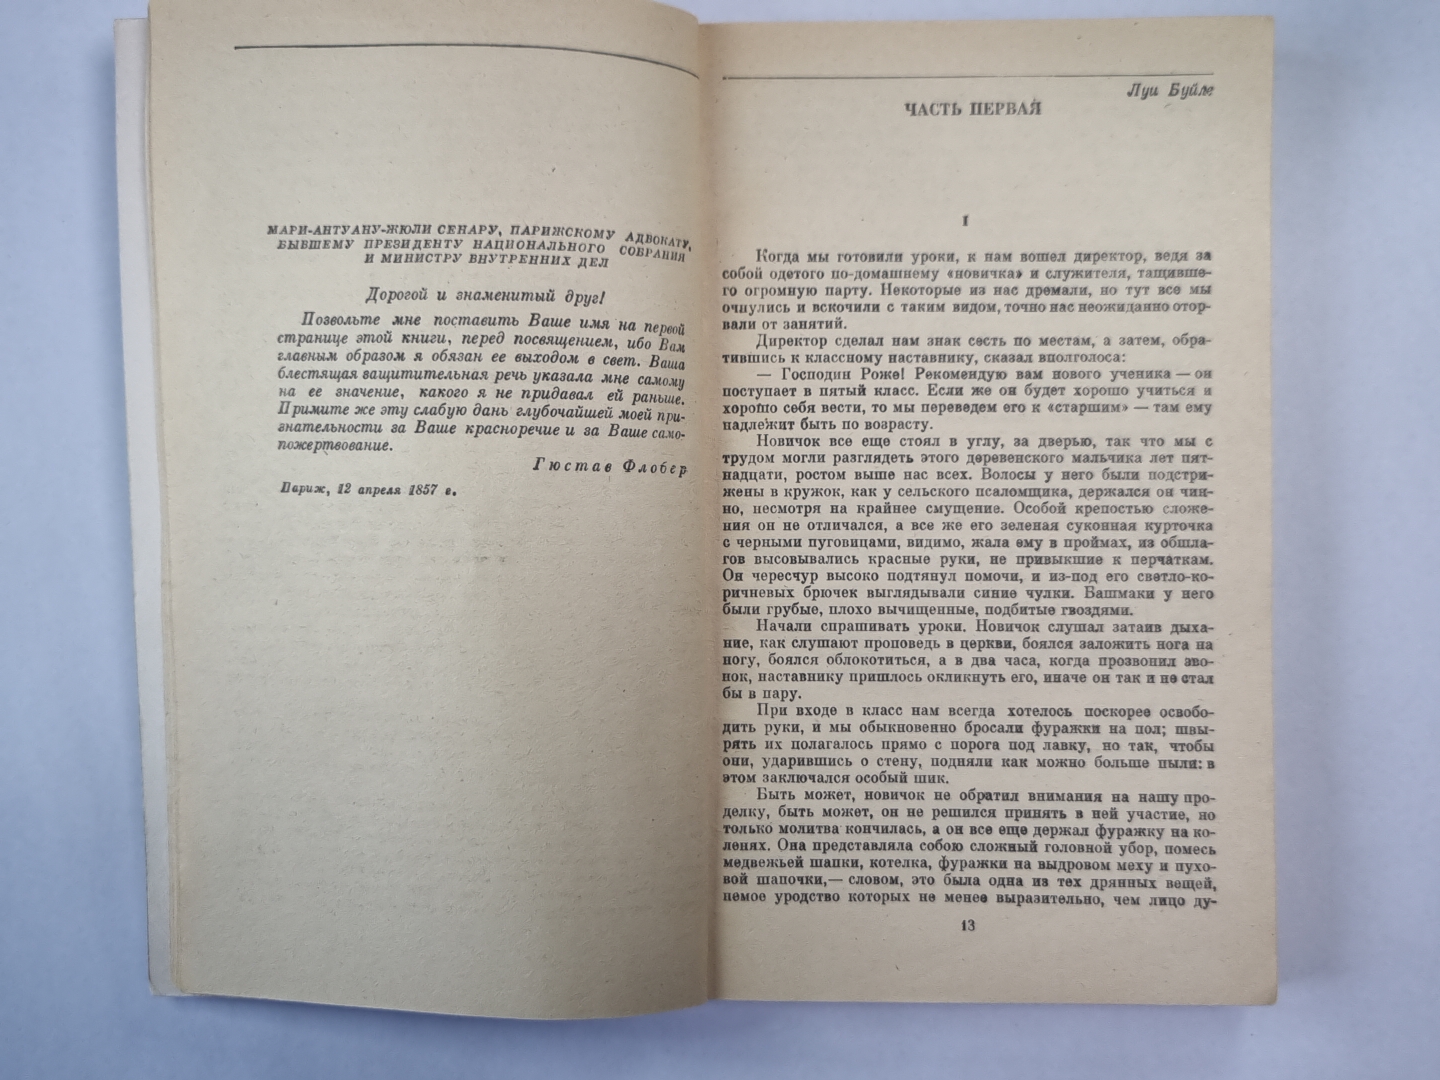 МАРИ-АНТУАНУ-ЖЮЛИ СЕНАРУ, ПАРИЖСКОМУ АДВОКАТУ,
БЫВШЕМУ ПРЕЗИДЕНТУ НАЦИОНАЛЬНОГО СОБРАНИЯ
И МИНИСТРУ ВНУТРЕННИХ ДЕЛ
Дорогой и знаменитый друг!
Позвольте мне поставить Ваше имя на первой
странице этой книги, перед посвящением, ибо Вам
главным образом я обязан ее выходом в свет. Ваша
блестящая защитительная речь указала мне самому
на ее значение, какого я не придавал ей раньше.
Примите же эту слабую дань глубочайшей моей при-
знательности за Ваше красноречие и за Ваше само-
пожертвование.
Гюстав Флобер
Париж, 12 апреля 1857 г.
Луи Буйле
ЧАСТЬ ПЕРВАЯ
I
Когда мы готовили уроки, к нам вошел директор, ведя за
собой одетого по-домашнему «новичка» и служителя, тащивше-
го огромную парту. Некоторые из нас дремали, но тут все мы
очнулись и вскочили с таким видом, точно нас неожиданно отор-
вали от занятий.
Директор сделал нам знак сесть по местам, а затем, обра-
тившись к классному наставнику, сказал вполголоса:
— Господин Роже! Рекомендую вам нового ученика — он
поступает в пятый класс. Если же он будет хорошо учиться и
хорошо себя вести, то мы переведем его к «старшим» — там ему
надлежит быть по возрасту.
Новичок все еще стоял в углу, за дверью, так что мы с
трудом могли разглядеть этого деревенского мальчика лет пят-
надцати, ростом выше нас всех. Волосы у него были подстри-
жены в кружок, как у сельского псаломщика, держался он чин-
но, несмотря на крайнее смущение. Особой крепостью сложе-
ния он не отличался, а все же его зеленая суконная курточка
с черными пуговицами, видимо, жала ему в проймах, из обшла-
гов высовывались красные руки, не привыкшие к перчаткам.
Он чересчур высоко подтянул помочи, и из-под его светло-ко-
ричневых брючек выглядывали синие чулки. Башмаки у него
были грубые, плохо вычищенные, подбитые гвоздями.
Начали спрашивать уроки. Новичок слушал затаив дыха-
ние, как слушают проповедь в церкви, боялся заложить нога на
ногу, боялся облокотиться, а в два часа, когда прозвонил зво-
нок, наставнику пришлось окликнуть его, иначе он так и не стал
бы в пару.
При входе в класс нам всегда хотелось поскорее освобо-
дить руки, и мы обыкновенно бросали фуражки на пол; швы-
рять их полагалось прямо с порога под лавку, но так, чтобы
они, ударившись о стену, подняли как можно больше пыли: в
этом заключался особый шик.
Быть может, новичок не обратил внимания на нашу про-
делку, быть может, он не решился принять в ней участие, но
только молитва кончилась, а он все еще держал фуражку на ко-
ленях. Она представляла собою сложный головной убор, помесь
медвежьей шапки, котелка, фуражки на выдровом меху и пухо-
вой шапочки,— словом, это была одна из тех дрянных вещей,
немое уродство которых не менее выразительно, чем лицо ду-
13